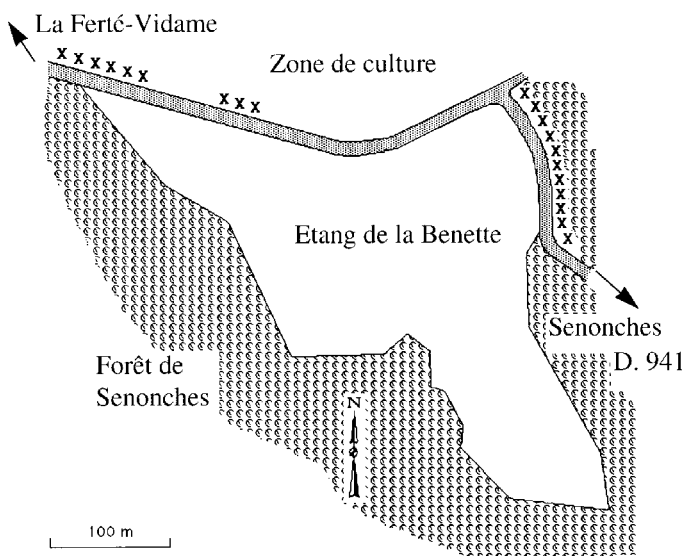 La Ferté-Vidame
x x x x x x
x x x
Zone de culture
x x x x x x x x x x x
Etang de la Benette
Senonches
D. 941
Forêt de
Senonches
N
100 m